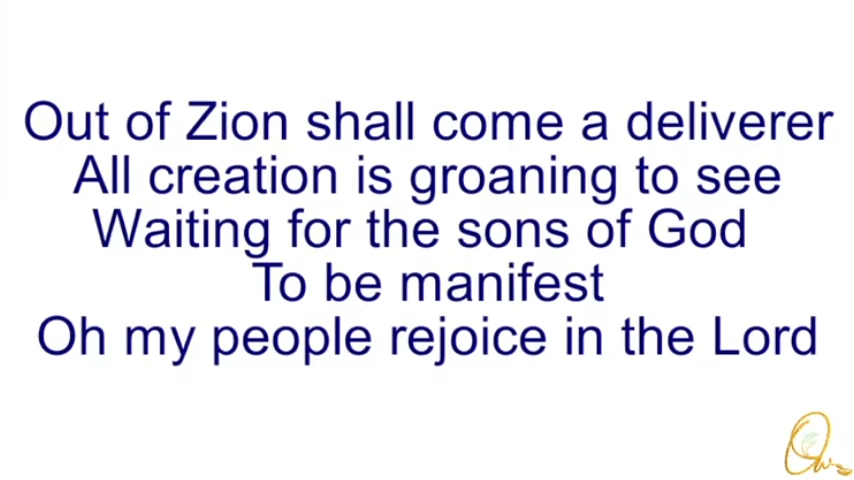 Out of Zion shall come a deliverer
All creation is groaning to see
Waiting for the sons of God
To be manifest
Oh my people rejoice in the Lord